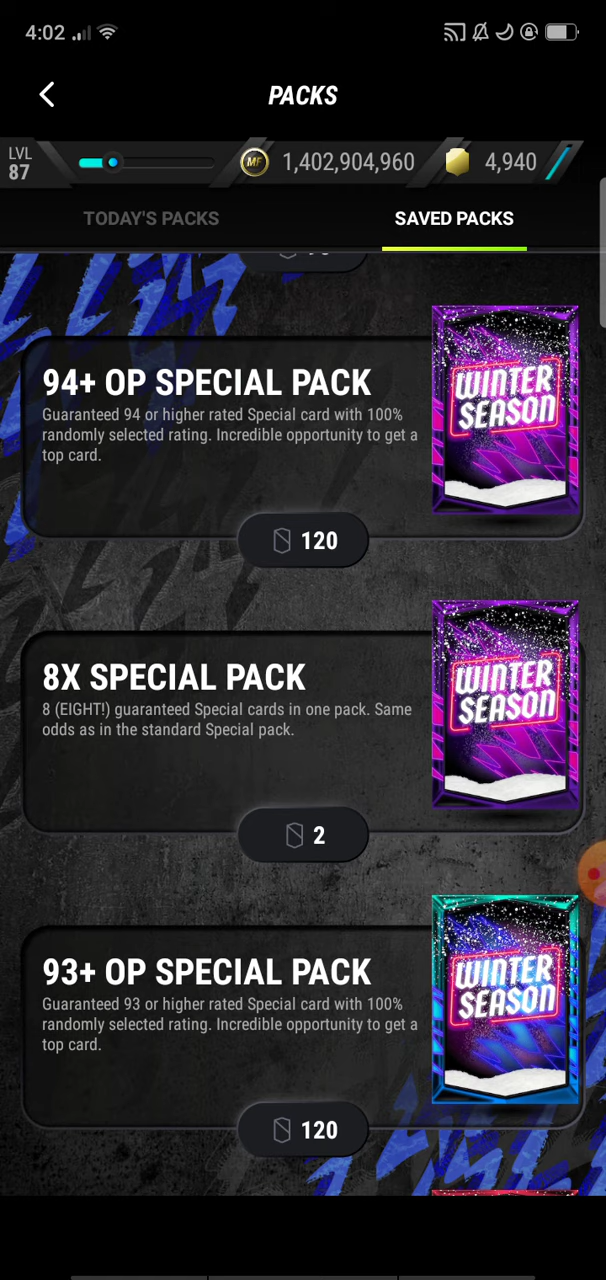 4:02
PACKS
LVL
87
MF
1,402,904,960
4,940
TODAY'S PACKS
SAVED PACKS
94+ OP SPECIAL PACK
Guaranteed 94 or higher rated Special card with 100%
randomly selected rating. Incredible opportunity to get a
top card.
WINTER
SEASON
120
8X SPECIAL PACK
8 (EIGHT!) guaranteed Special cards in one pack. Same
odds as in the standard Special pack.
WINTER
SEASON
2
93+ OP SPECIAL PACK
Guaranteed 93 or higher rated Special card with 100%
randomly selected rating. Incredible opportunity to get a
top card.
WINTER
SEASON
120